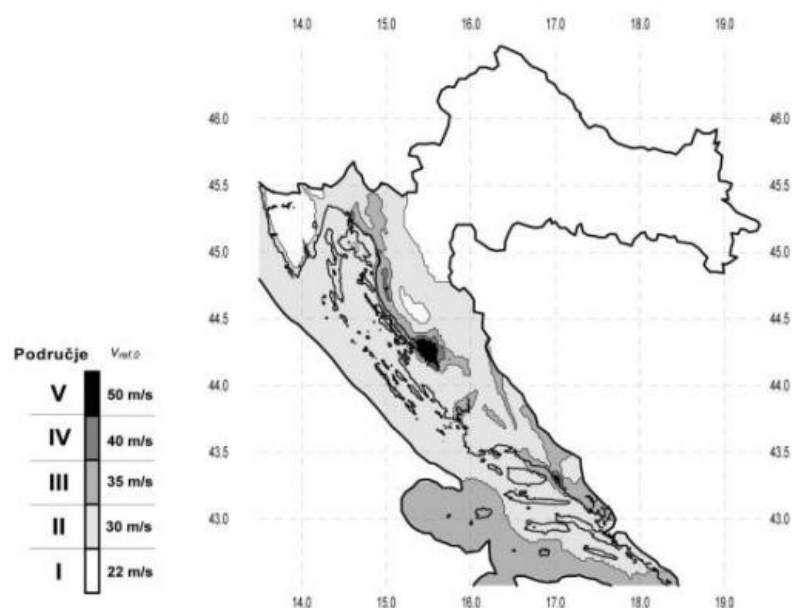 14.0 15.0 16.0 17.0 18.0 19.0
46.0 46.0
45.5 45.5
45.0 45.0
44.5 44.5
Područje Vref.0
V 50 m/s
44.0 44.0
IV 40 m/s
43.5 43.5
III 35 m/s
43.0 43.0
II 30 m/s
I 22 m/s
14.0 15.0 16.0 17.0 18.0 19.0